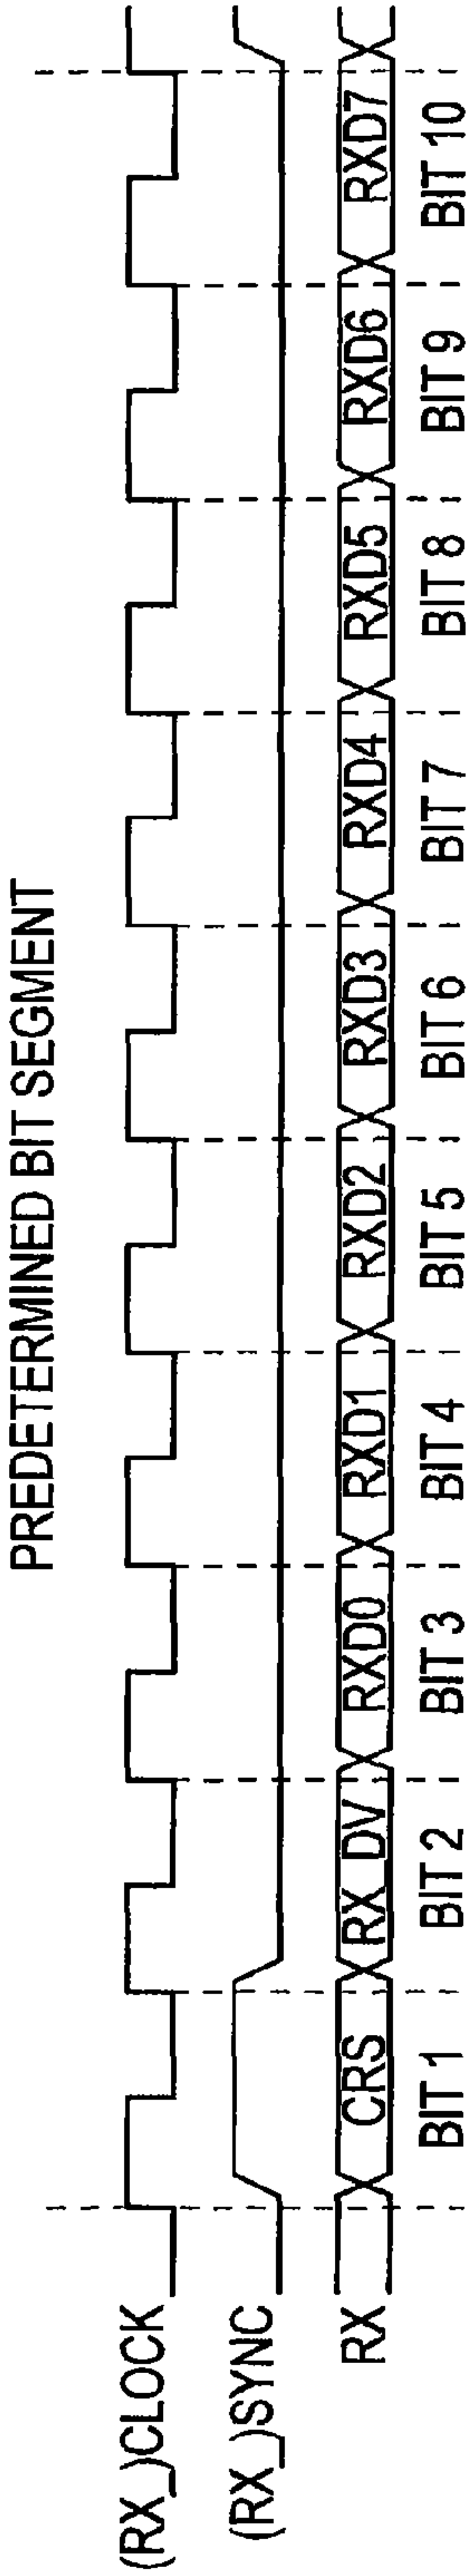 PREDETERMINED BIT SEGMENT
(RX_)CLOCK
(RX_)SYNC
RX CRS RX_DV RXD0 RXD1 RXD2 RXD3 RXD4 RXD5 RXD6 RXD7
BIT 1 BIT 2 BIT 3 BIT 4 BIT 5 BIT 6 BIT 7 BIT 8 BIT 9 BIT 10